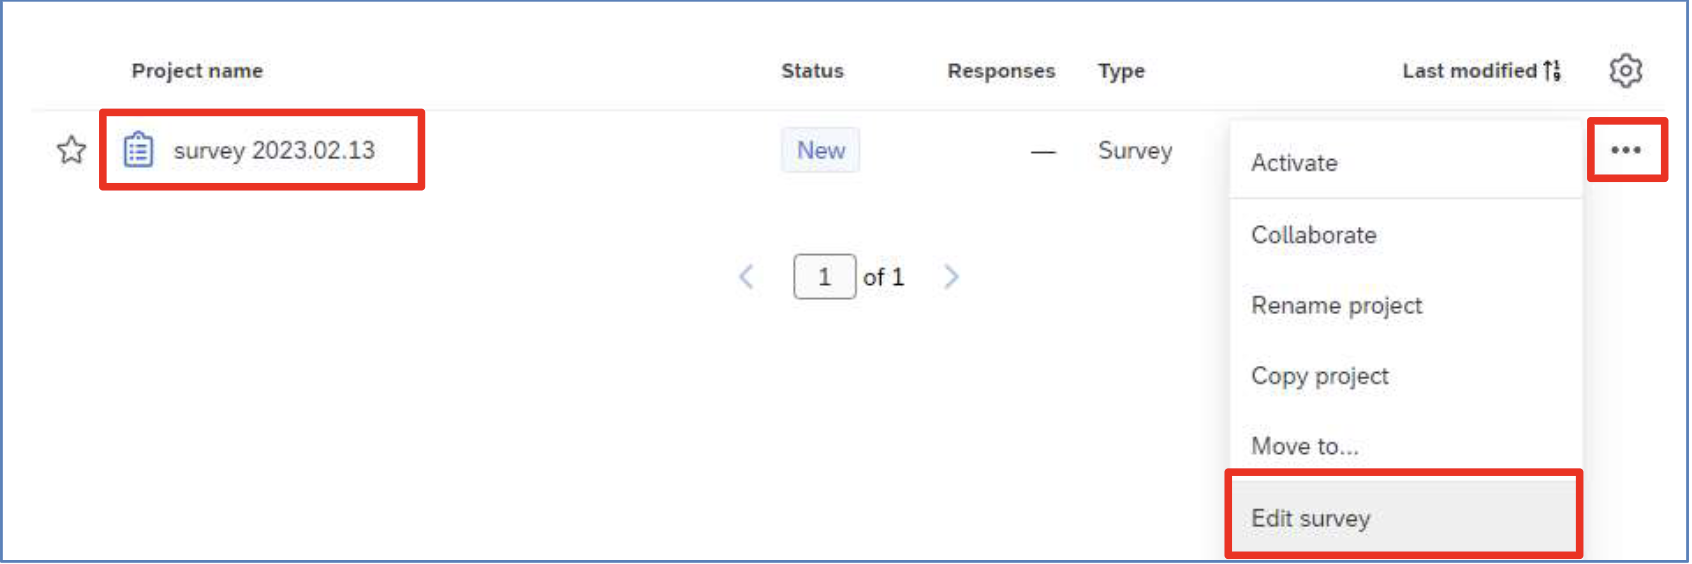 Project name Status Responses Type Last modified
survey 2023.02.13 New — Survey
Activate
Collaborate
1 of 1
Rename project
Copy project
Move to...
Edit survey